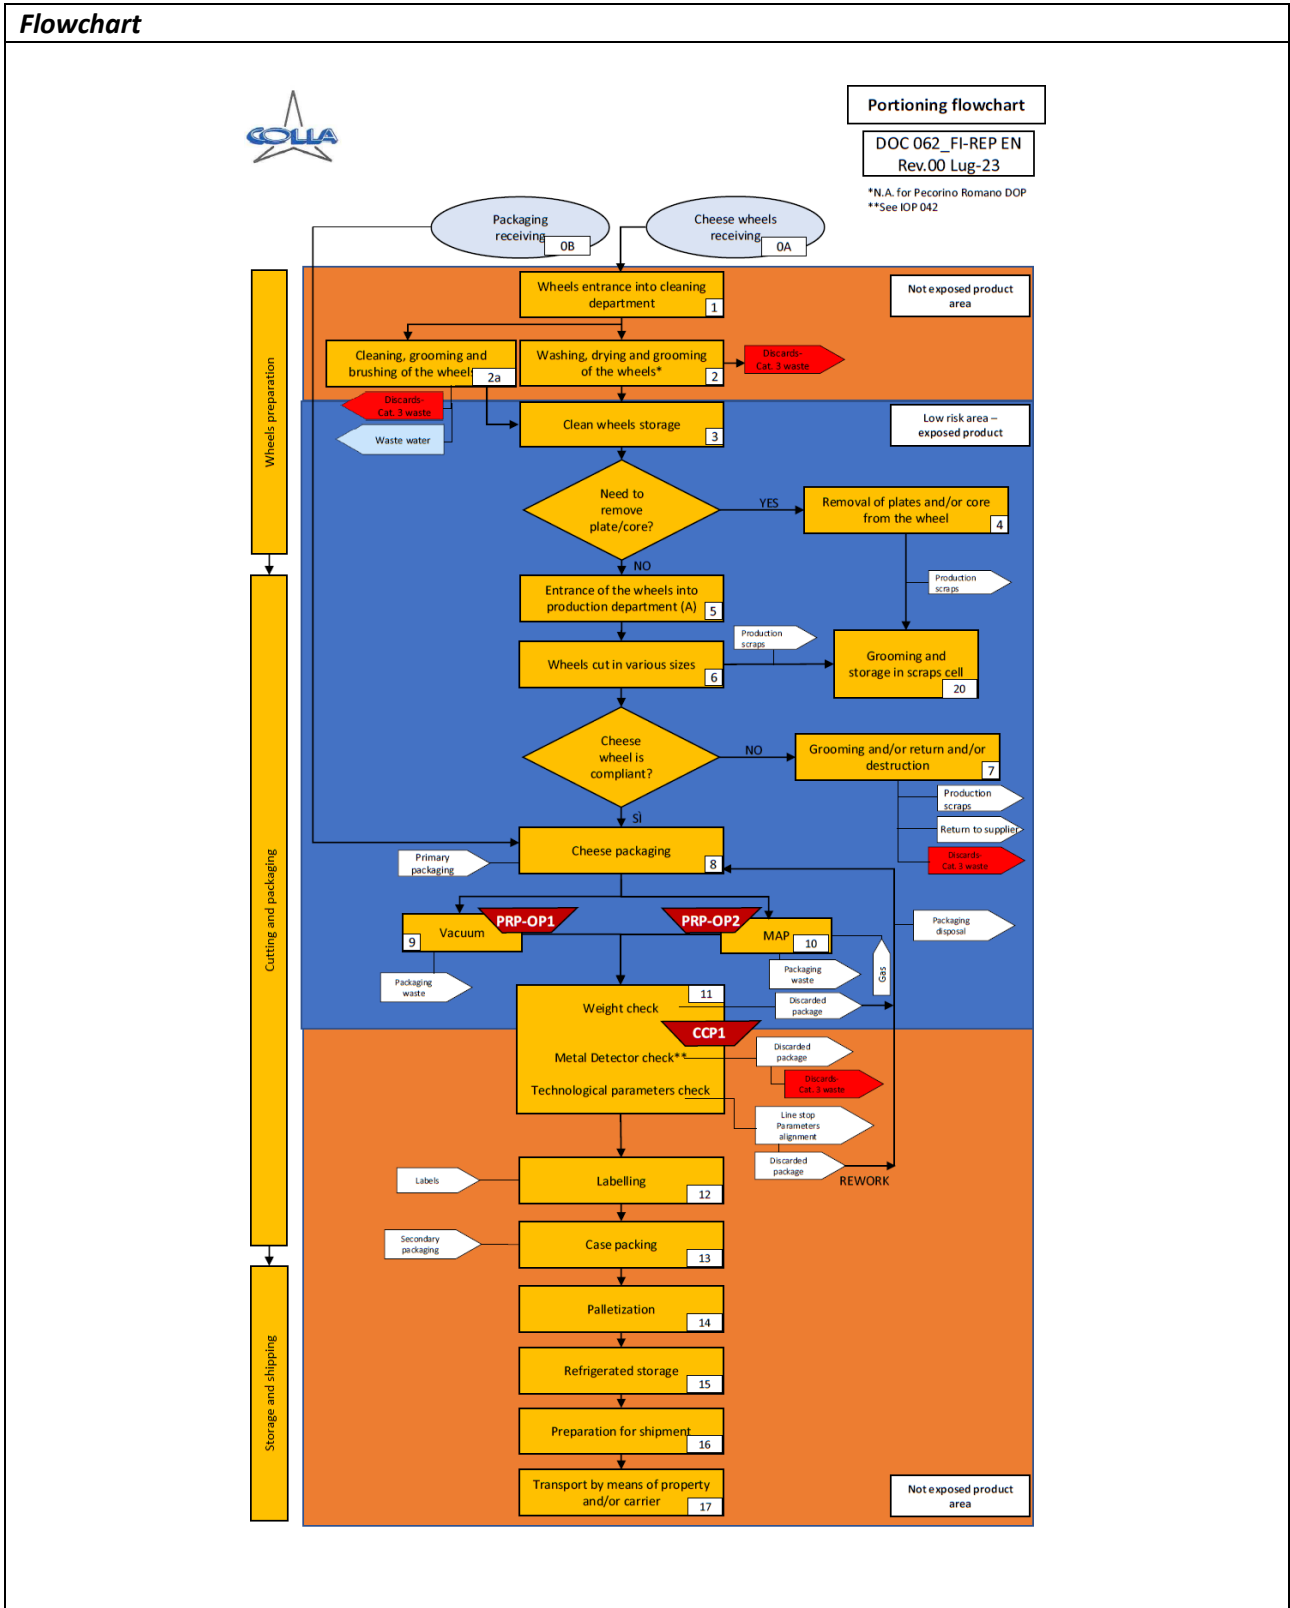 Flowchart
COLLA
Portioning flowchart
DOC 062_FI-REP EN
Rev.00 Lug-23
*N.A. for Pecorino Romano DOP
**See IOP 042
Packaging
receiving
0B
Cheese wheels
receiving
0A
Wheels preparation
Wheels entrance into cleaning
department
1
Not exposed product
area
Cleaning, grooming and
brushing of the wheels
2a
Washing, drying and grooming
of the wheels*
2
Discards-
Cat. 3 waste
Discards-
Cat. 3 waste
Waste water
Clean wheels storage
3
Low risk area –
exposed product
Need to
remove
plate/core?
YES
Removal of plates and/or core
from the wheel
4
NO
Production
scraps
Cutting and packaging
Entrance of the wheels into
production department (A)
5
Production
scraps
Wheels cut in various sizes
6
Grooming and
storage in scraps cell
20
Cheese
wheel is
compliant?
NO
Grooming and/or return and/or
destruction
7
Production
scraps
Return to supplier
Discards-
Cat. 3 waste
SÌ
Cheese packaging
8
Primary
packaging
PRP-OP1
PRP-OP2
Vacuum
9
MAP
10
Packaging
disposal
Packaging
waste
Packaging
waste
Gas
11
Weight check
Discarded
package
CCP1
Metal Detector check**
Discarded
package
Discards-
Cat. 3 waste
Technological parameters check
Line stop
Parameters
alignment
Discarded
package
REWORK
Labels
Labelling
12
Secondary
packaging
Case packing
13
Storage and shipping
Palletization
14
Refrigerated storage
15
Preparation for shipment
16
Transport by means of property
and/or carrier
17
Not exposed product
area